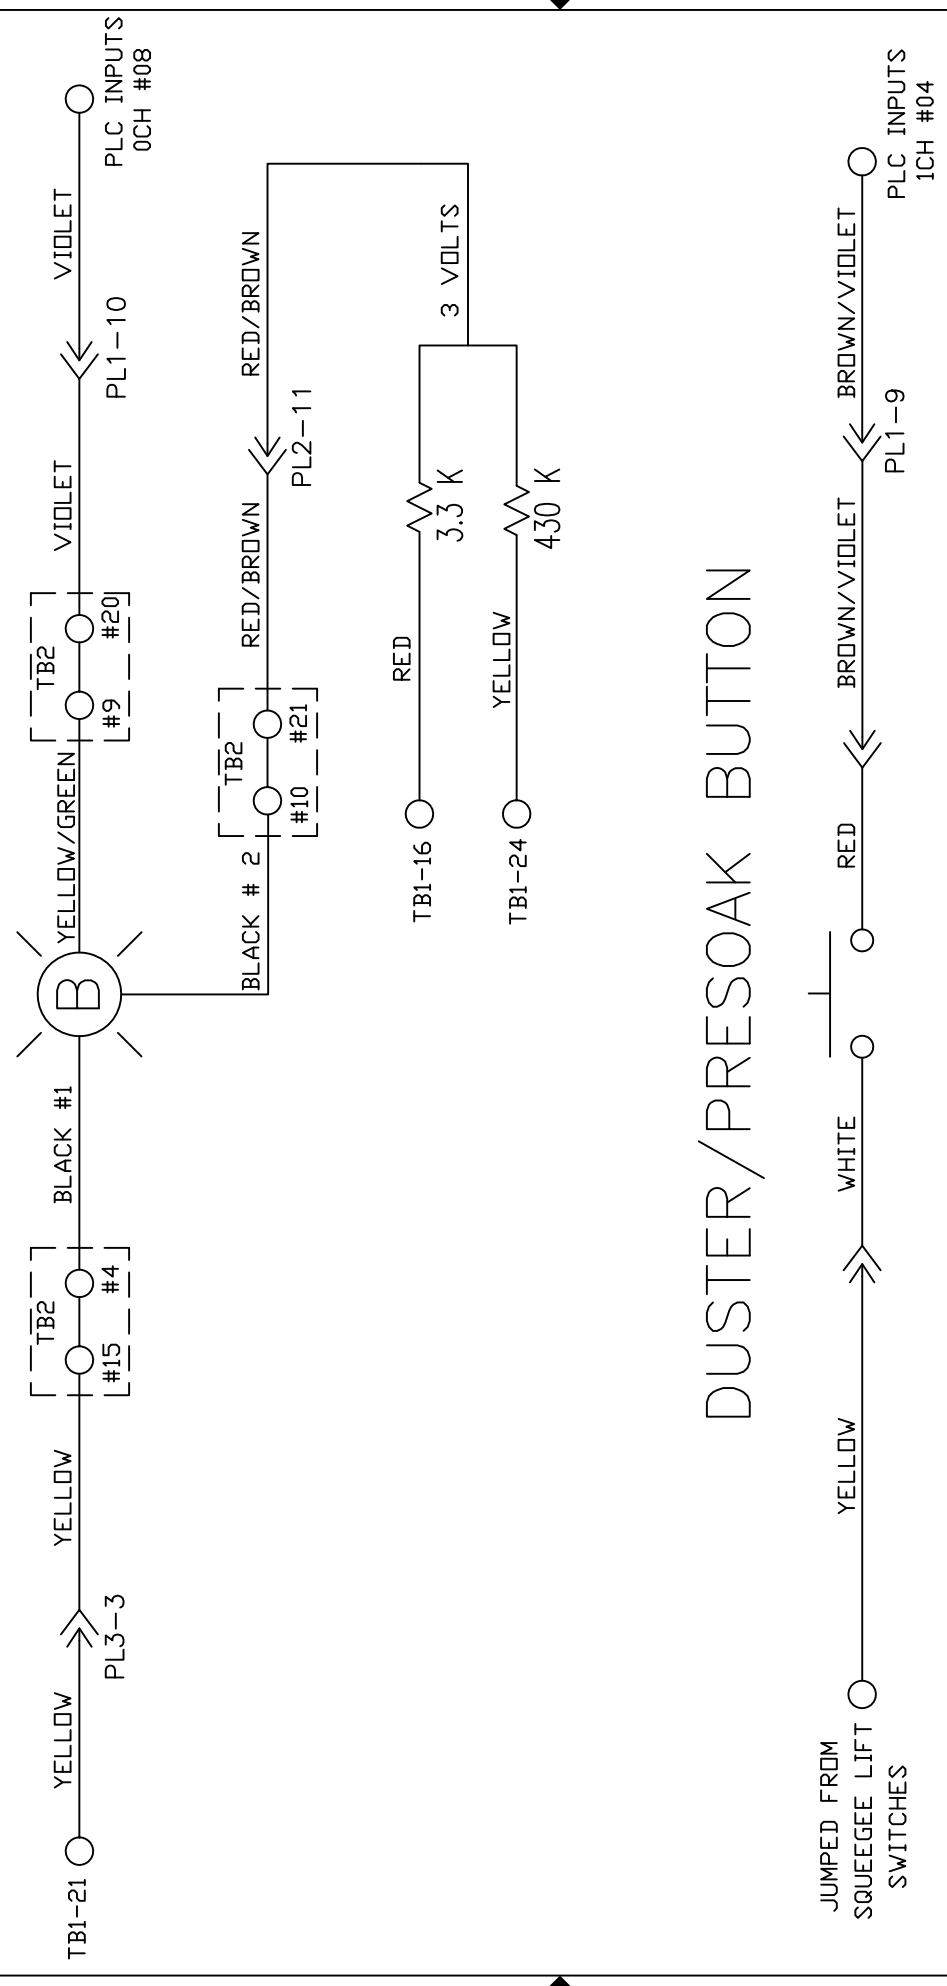 TB1-21
YELLOW
PL3-3
YELLOW
TB2
#15
#4
BLACK #1
B
YELLOW/GREEN
TB2
#9
#20
VIOLET
PL1-10
VIOLET
PLC INPUTS
0CH #08
BLACK # 2
TB2
#10
#21
RED/BROWN
PL2-11
RED/BROWN
3 VOLTS
TB1-16
RED
3.3 K
TB1-24
YELLOW
430 K
DUSTER/PRESOAK BUTTON
JUMPED FROM
SQUEEGEE LIFT
SWITCHES
YELLOW
WHITE
RED
BROWN/VIOLET
PL1-9
BROWN/VIOLET
PLC INPUTS
1CH #04